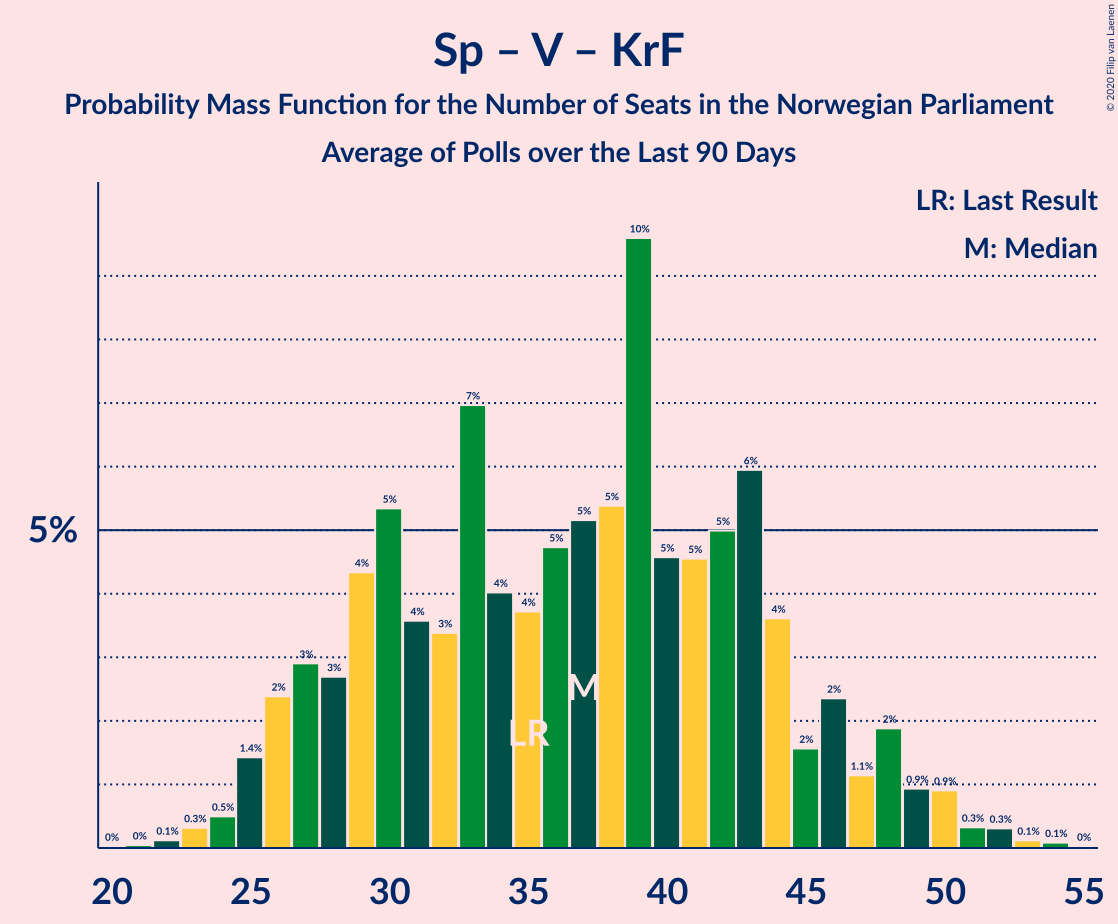 Sp – V – KrF
Probability Mass Function for the Number of Seats in the Norwegian Parliament
Average of Polls over the Last 90 Days
© 2020 Filip van Laenen
LR: Last Result
M: Median
5%
0% 0% 0.1% 0.3% 0.5% 1.4% 2% 3% 3% 4% 5% 4% 3% 7% 4% 4% 5% 5% 5% 10% 5% 5% 5% 6% 4% 2% 2% 1.1% 2% 0.9% 0.9% 0.3% 0.3% 0.1% 0.1% 0%
M
LR
20 25 30 35 40 45 50 55